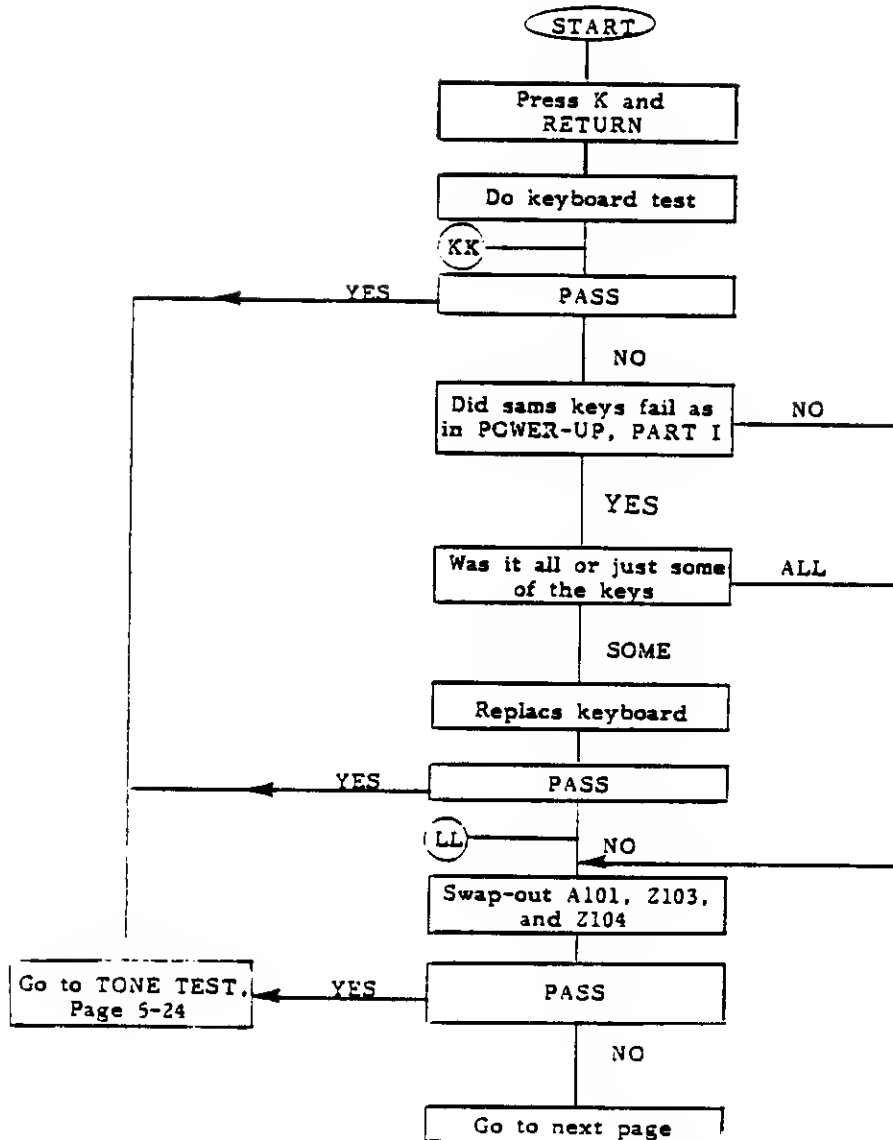 START
Press K and
RETURN
Do keyboard test
KK
YES
PASS
NO
Did sams keys fail as
in POWER-UP, PART I
NO
YES
Was it all or just some
of the keys
ALL
SOME
Replacs keyboard
YES
PASS
LL
NO
Swap-out A101, Z103,
and Z104
Go to TONE TEST,
Page 5-24
YES
PASS
NO
Go to next page